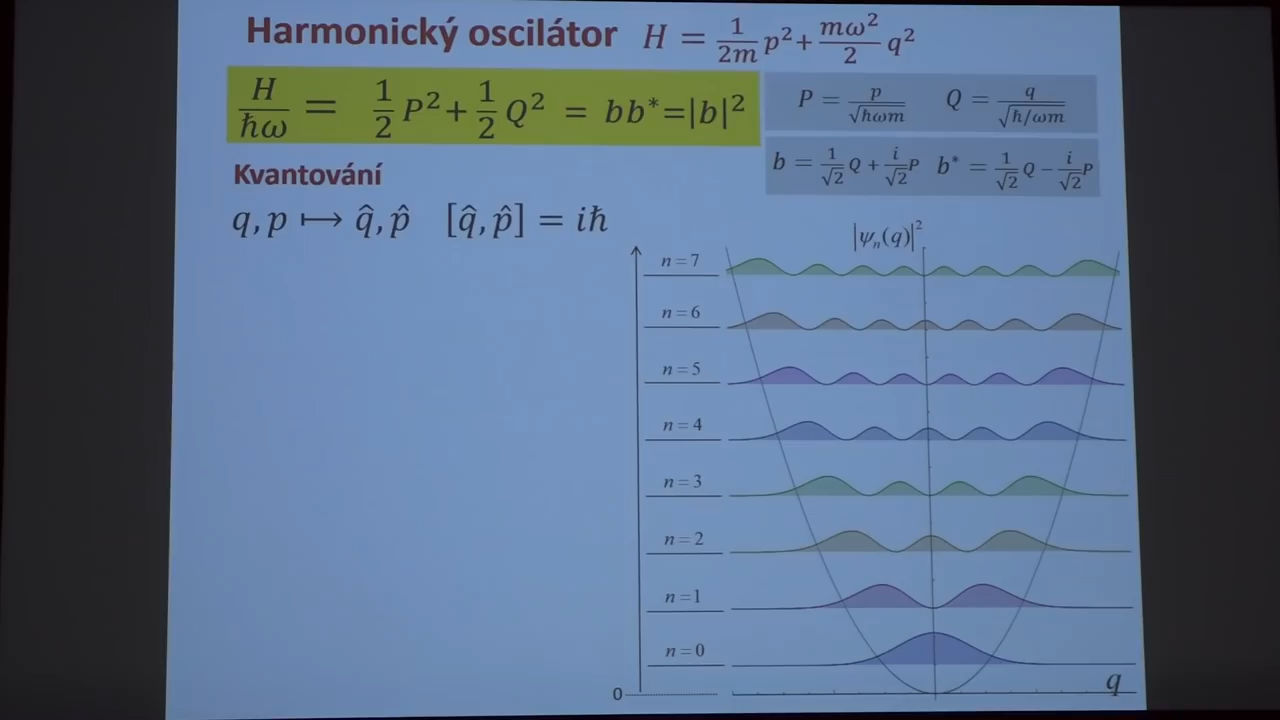 Harmonický oscilátor H = 1/2m p² + mω²/2 q²
H/ħω = 1/2 P² + 1/2 Q² = bb*=|b|²
P = p/√ħωm Q = q/√ħ/ωm
b = 1/√2 Q + i/√2 P b* = 1/√2 Q − i/√2 P
Kvantování
q, p ⟼ q̂, p̂ [q̂, p̂] = iħ
|ψₙ(q)|²
n = 7
n = 6
n = 5
n = 4
n = 3
n = 2
n = 1
n = 0
0
q